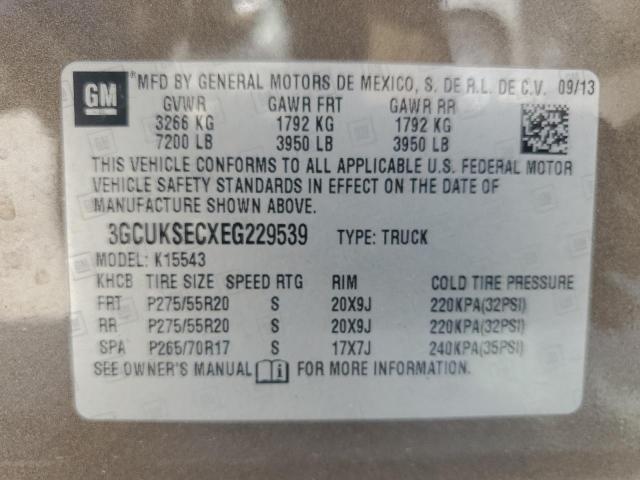 GM ® MFD BY GENERAL MOTORS DE MEXICO, S. DE R.L. DE C.V. 09/13
GVWR GAWR FRT GAWR RR
3266 KG 1792 KG 1792 KG
7200 LB 3950 LB 3950 LB
THIS VEHICLE CONFORMS TO ALL APPLICABLE U.S. FEDERAL MOTOR
VEHICLE SAFETY STANDARDS IN EFFECT ON THE DATE OF
MANUFACTURE SHOWN ABOVE.
3GCUKSECXEG229539 TYPE: TRUCK
MODEL: K15543
KHCB TIRE SIZE SPEED RTG RIM COLD TIRE PRESSURE
FRT P275/55R20 S 20X9J 220KPA(32PSI)
RR P275/55R20 S 20X9J 220KPA(32PSI)
SPA P265/70R17 S 17X7J 240KPA(35PSI)
SEE OWNER'S MANUAL FOR MORE INFORMATION.